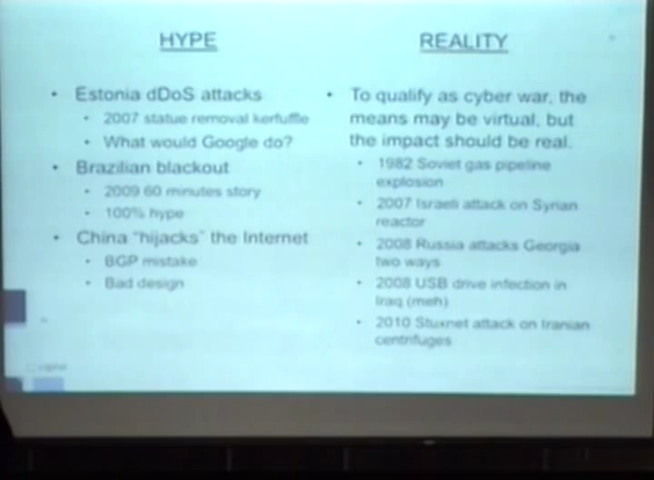 HYPE
Estonia dDoS attacks
2007 statue removal kerfuffle
What would Google do?
Brazilian blackout
2009 60 minutes story
100% hype
China "hijacks" the Internet
BGP mistake
Bad design
REALITY
To qualify as cyber war, the
means may be virtual, but
the impact should be real.
1982 Soviet gas pipeline
explosion
2007 Israeli attack on Syrian
reactor
2008 Russia attacks Georgia
two ways
2008 USB drive infection in
Iraq (meh)
2010 Stuxnet attack on Iranian
centrifuges